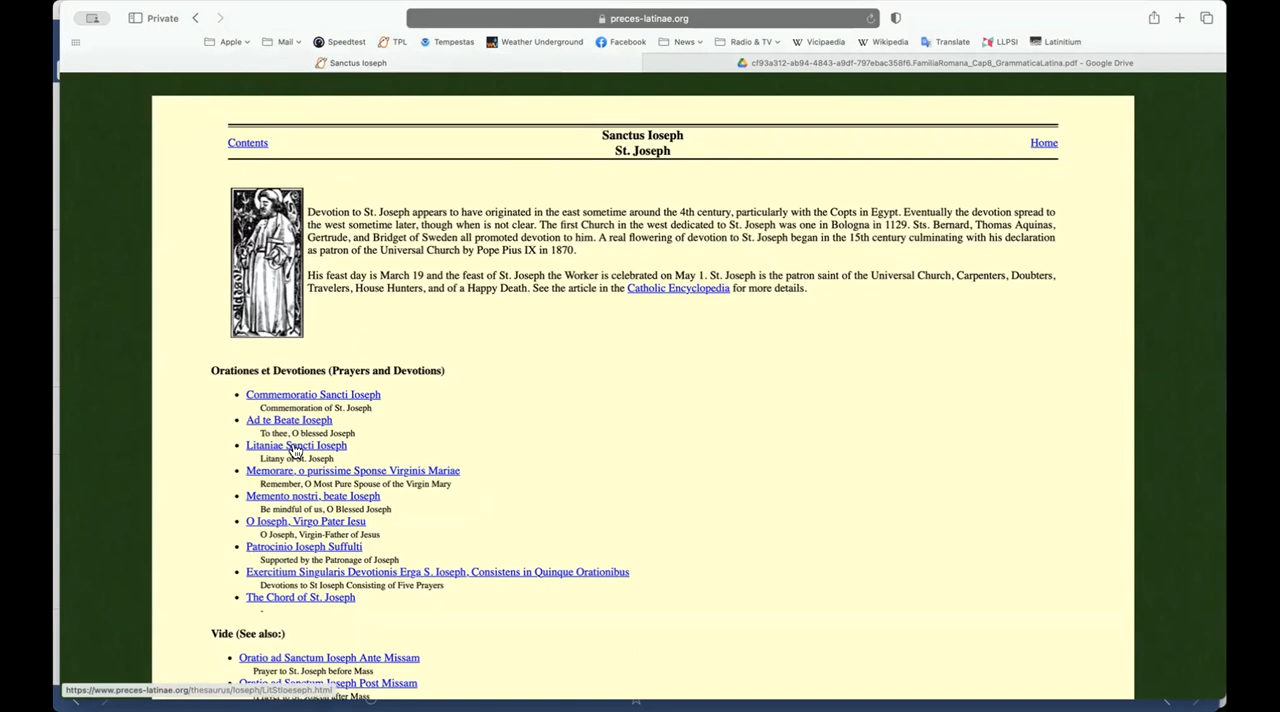 Private
preces-latinae.org
Apple
Mail
Speedtest
TPL
Tempestas
Weather Underground
Facebook
News
Radio & TV
Vicipaedia
Wikipedia
Translate
LLPSI
Latinitium
Sanctus Ioseph
cf93a312-ab94-4843-a9df-797ebac358f6.FamiliaRomana_Cap8_GrammaticaLatina.pdf - Google Drive
Contents
Sanctus Ioseph
St. Joseph
Home
Devotion to St. Joseph appears to have originated in the east sometime around the 4th century, particularly with the Copts in Egypt. Eventually the devotion spread to
the west sometime later, though when is not clear. The first Church in the west dedicated to St. Joseph was one in Bologna in 1129. Sts. Bernard, Thomas Aquinas,
Gertrude, and Bridget of Sweden all promoted devotion to him. A real flowering of devotion to St. Joseph began in the 15th century culminating with his declaration
as patron of the Universal Church by Pope Pius IX in 1870.
His feast day is March 19 and the feast of St. Joseph the Worker is celebrated on May 1. St. Joseph is the patron saint of the Universal Church, Carpenters, Doubters,
Travelers, House Hunters, and of a Happy Death. See the article in the Catholic Encyclopedia for more details.
Orationes et Devotiones (Prayers and Devotions)
Commemoratio Sancti Ioseph
Commemoration of St. Joseph
Ad te Beate Ioseph
To thee, O blessed Joseph
Litaniae Sancti Ioseph
Litany of St. Joseph
Memorare, o purissime Sponse Virginis Mariae
Remember, O Most Pure Spouse of the Virgin Mary
Memento nostri, beate Ioseph
Be mindful of us, O Blessed Joseph
O Ioseph, Virgo Pater Iesu
O Joseph, Virgin-Father of Jesus
Patrocinio Ioseph Suffulti
Supported by the Patronage of Joseph
Exercitium Singularis Devotionis Erga S. Ioseph, Consistens in Quinque Orationibus
Devotions to St Ioseph Consisting of Five Prayers
The Chord of St. Joseph
-
Vide (See also:)
Oratio ad Sanctum Ioseph Ante Missam
Prayer to St. Joseph before Mass
Oratio ad Sanctum Ioseph Post Missam
Prayer to St. Joseph after Mass
https://www.preces-latinae.org/thesaurus/Ioseph/LitStIoeseph.html